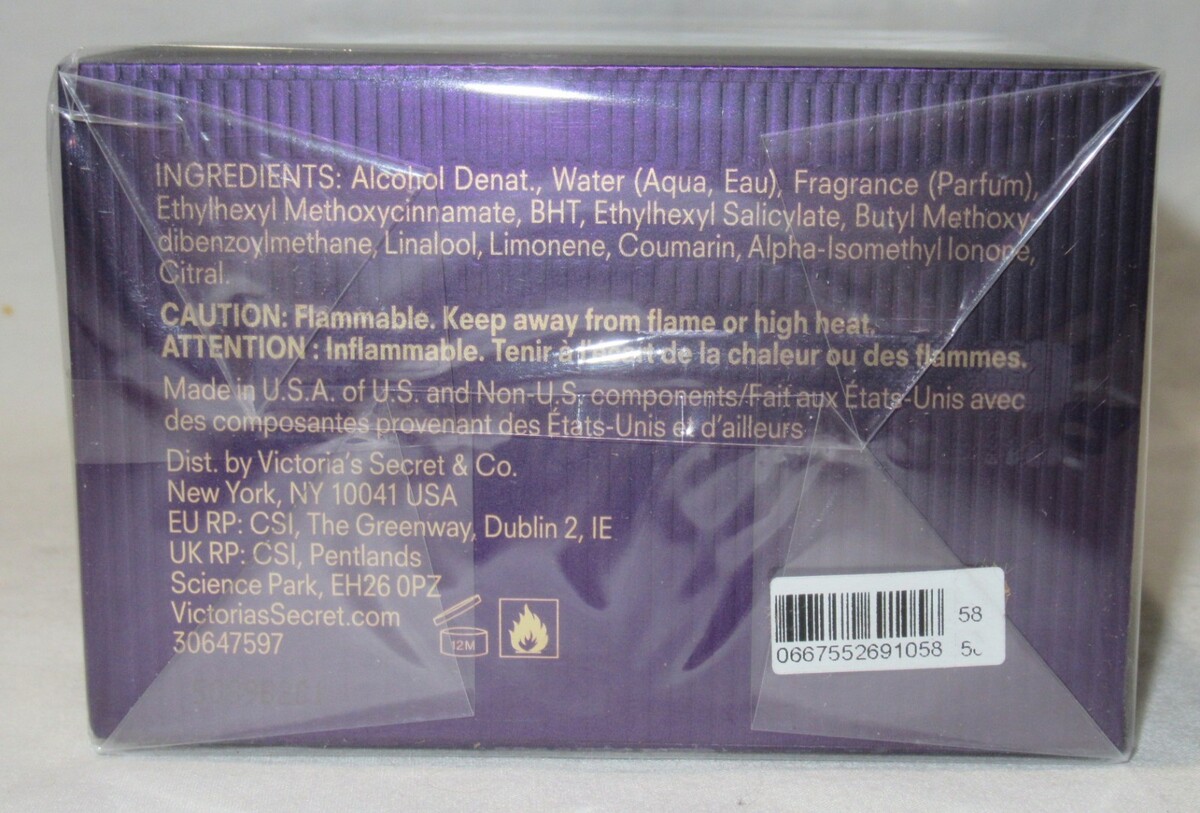 INGREDIENTS: Alcohol Denat., Water (Aqua, Eau), Fragrance (Parfum),
Ethylhexyl Methoxycinnamate, BHT, Ethylhexyl Salicylate, Butyl Methoxy-
dibenzoylmethane, Linalool, Limonene, Coumarin, Alpha-Isomethyl Ionone,
Citral.
CAUTION: Flammable. Keep away from flame or high heat.
ATTENTION : Inflammable. Tenir à l'écart de la chaleur ou des flammes.
Made in U.S.A. of U.S. and Non-U.S. components/Fait aux États-Unis avec
des composantes provenant des États-Unis et d'ailleurs
Dist. by Victoria's Secret & Co.
New York, NY 10041 USA
EU RP: CSI, The Greenway, Dublin 2, IE
UK RP: CSI, Pentlands
Science Park, EH26 0PZ
VictoriasSecret.com
30647597
12M
58
0667552691058